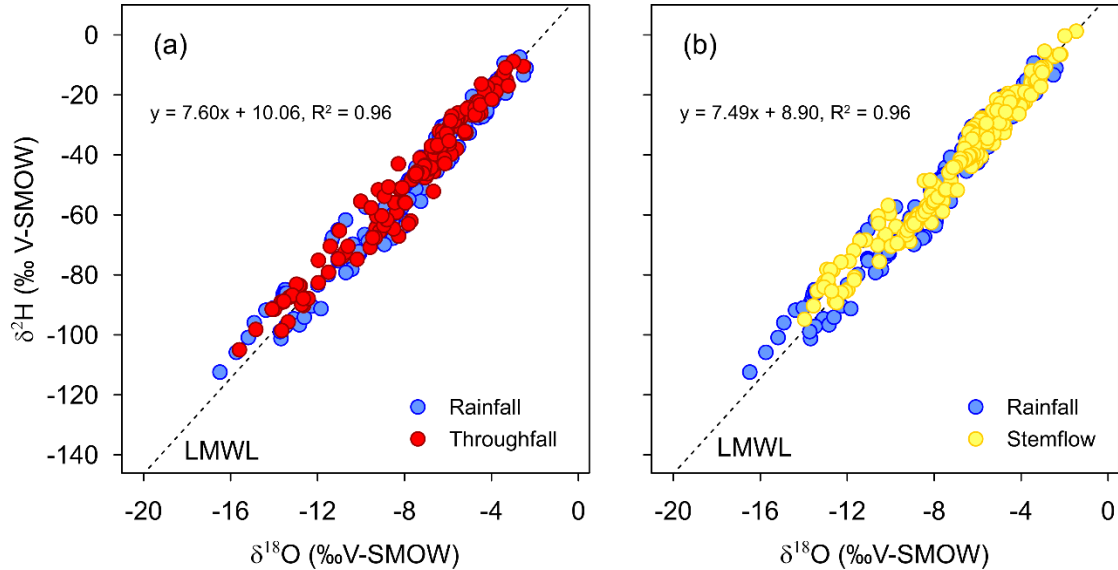 (a)
y = 7.60x + 10.06, R² = 0.96
δ²H (‰ V-SMOW)
0
-20
-40
-60
-80
-100
-120
-140
Rainfall
Throughfall
LMWL
-20 -16 -12 -8 -4 0
δ¹⁸O (‰V-SMOW)
(b)
y = 7.49x + 8.90, R² = 0.96
Rainfall
Stemflow
LMWL
-20 -16 -12 -8 -4 0
δ¹⁸O (‰V-SMOW)